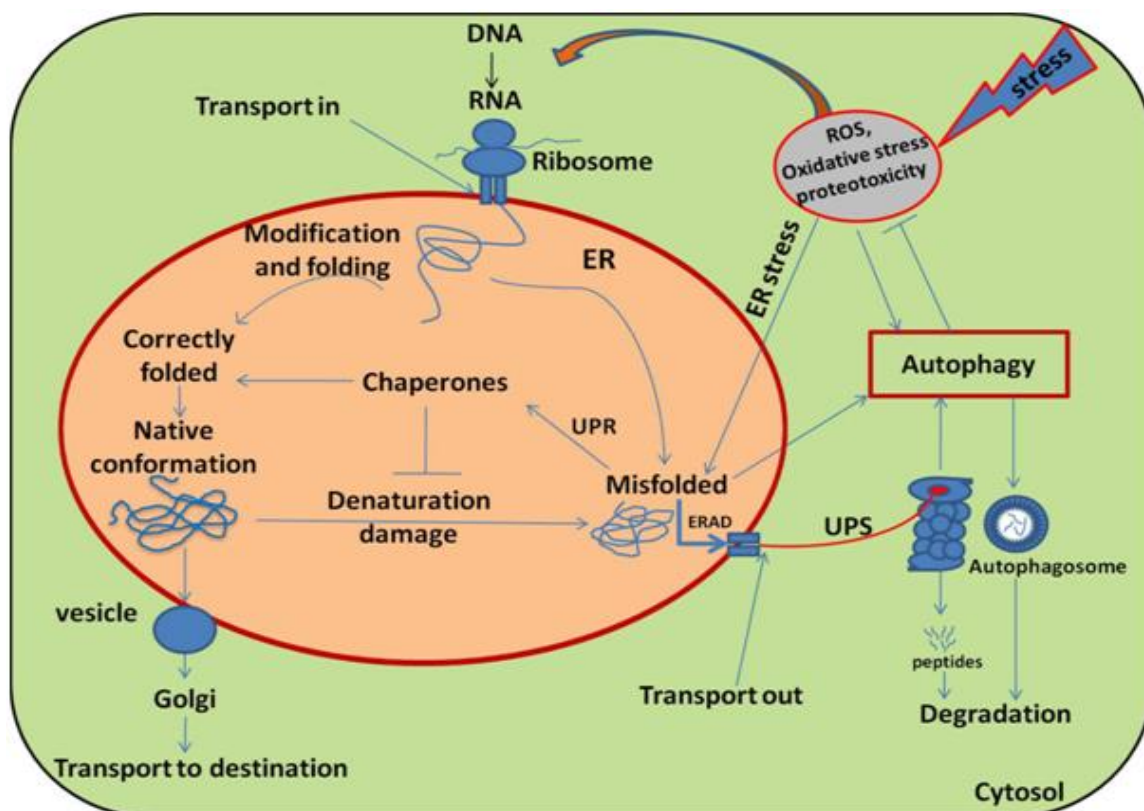 DNA
RNA
Transport in
Ribosome
stress
ROS,
Oxidative stress
proteotoxicity
Modification
and folding
ER
ER stress
Correctly
folded
Chaperones
Autophagy
UPR
Native
conformation
Misfolded
Denaturation
damage
ERAD
UPS
Autophagosome
vesicle
peptides
Golgi
Transport out
Degradation
Transport to destination
Cytosol